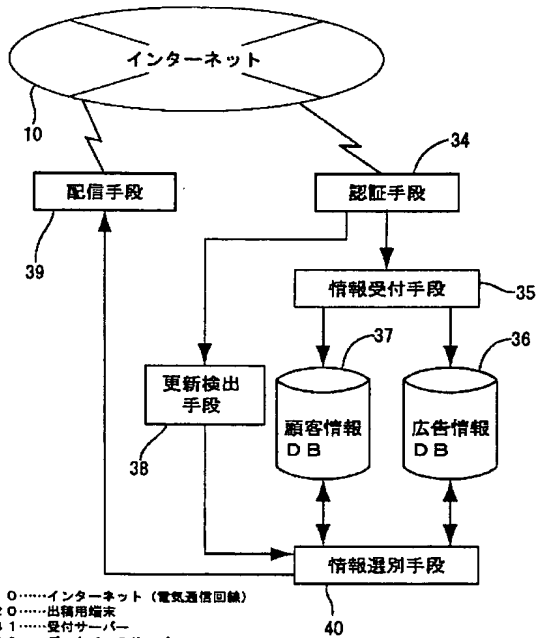 インターネット
10
34
配信手段
認証手段
39
情報受付手段
35
37
36
更新検出
手段
顧客情報
DB
広告情報
DB
38
情報選別手段
40
0……インターネット(電気通信回線)
0……出稿用端末
1……受付サーバー